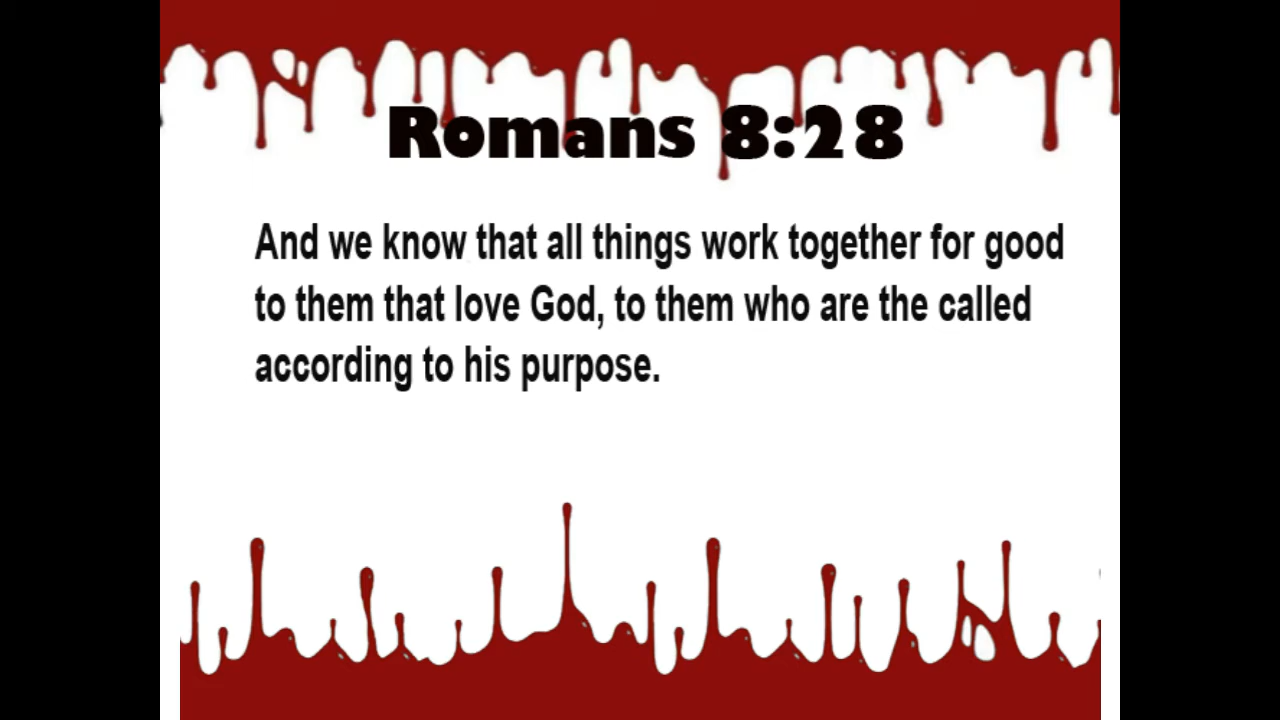 Romans 8:28
And we know that all things work together for good
to them that love God, to them who are the called
according to his purpose.